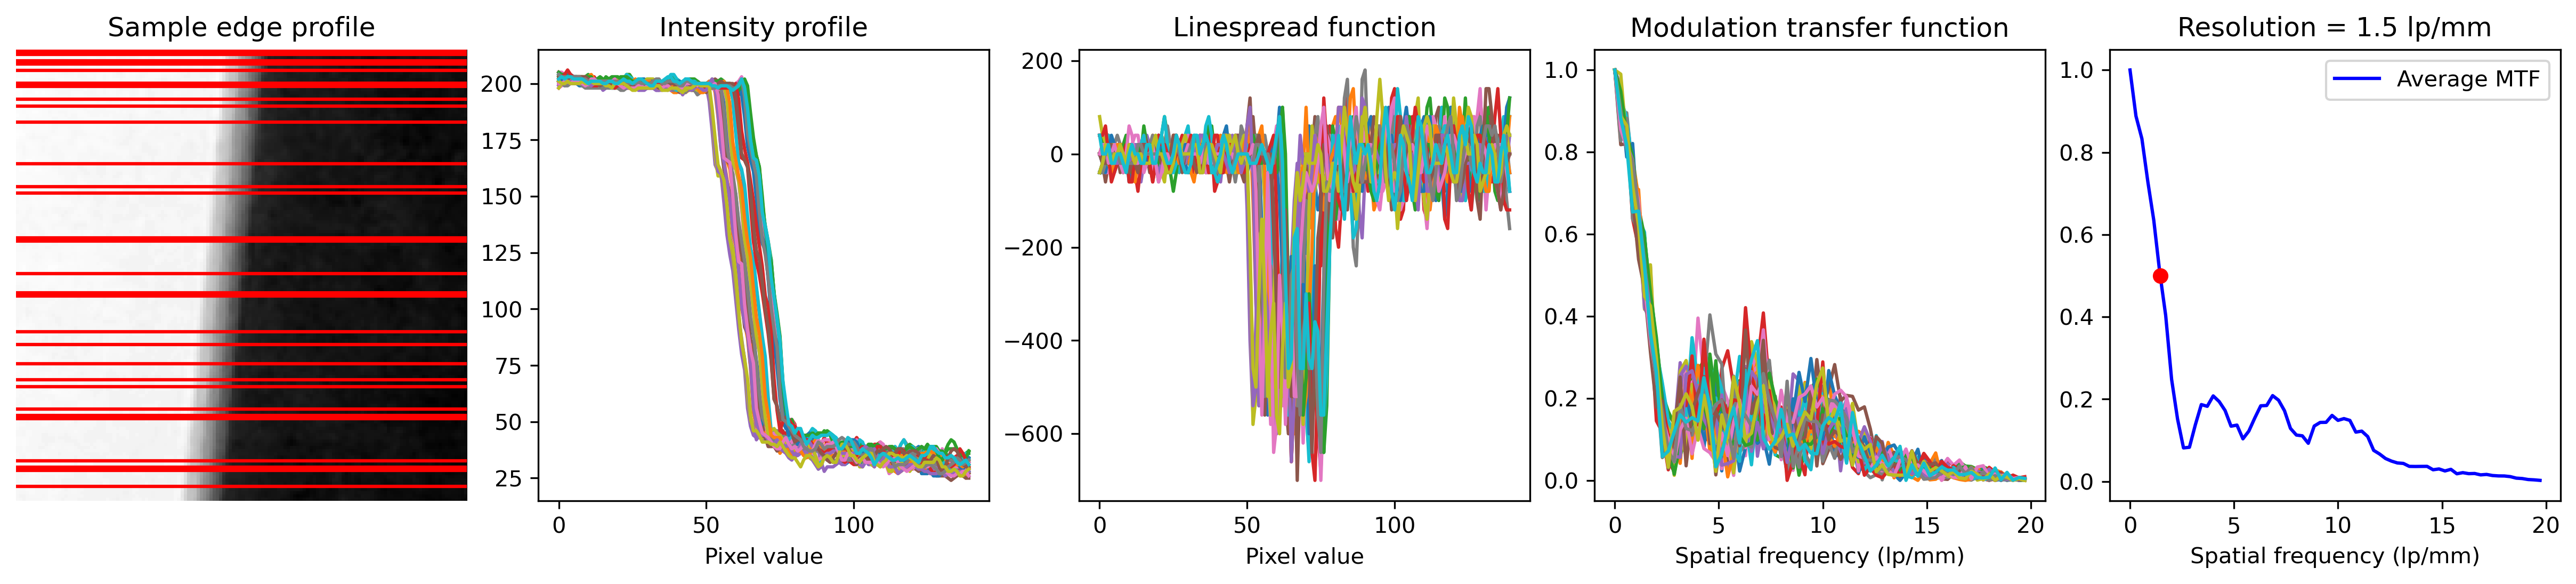 Sample edge profile
Intensity profile
200
175
150
125
100
75
50
25
0 50 100
Pixel value
Linespread function
200
0
−200
−400
−600
0 50 100
Pixel value
Modulation transfer function
1.0
0.8
0.6
0.4
0.2
0.0
0 5 10 15 20
Spatial frequency (lp/mm)
Resolution = 1.5 lp/mm
Average MTF
1.0
0.8
0.6
0.4
0.2
0.0
0 5 10 15 20
Spatial frequency (lp/mm)